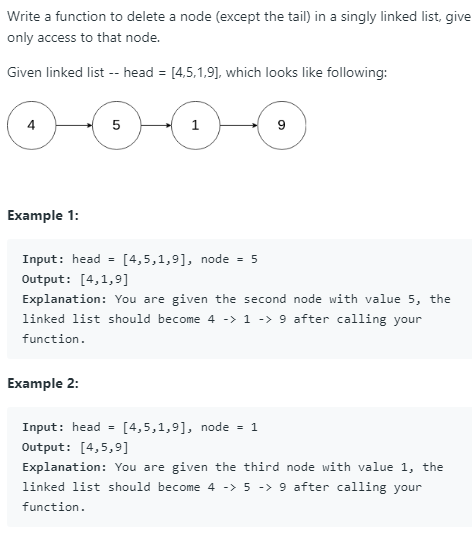 Write a function to delete a node (except the tail) in a singly linked list, give
only access to that node.
Given linked list -- head = [4,5,1,9], which looks like following:
4 5 1 9
Example 1:
Input: head = [4,5,1,9], node = 5
Output: [4,1,9]
Explanation: You are given the second node with value 5, the
linked list should become 4 -> 1 -> 9 after calling your
function.
Example 2:
Input: head = [4,5,1,9], node = 1
Output: [4,5,9]
Explanation: You are given the third node with value 1, the
linked list should become 4 -> 5 -> 9 after calling your
function.